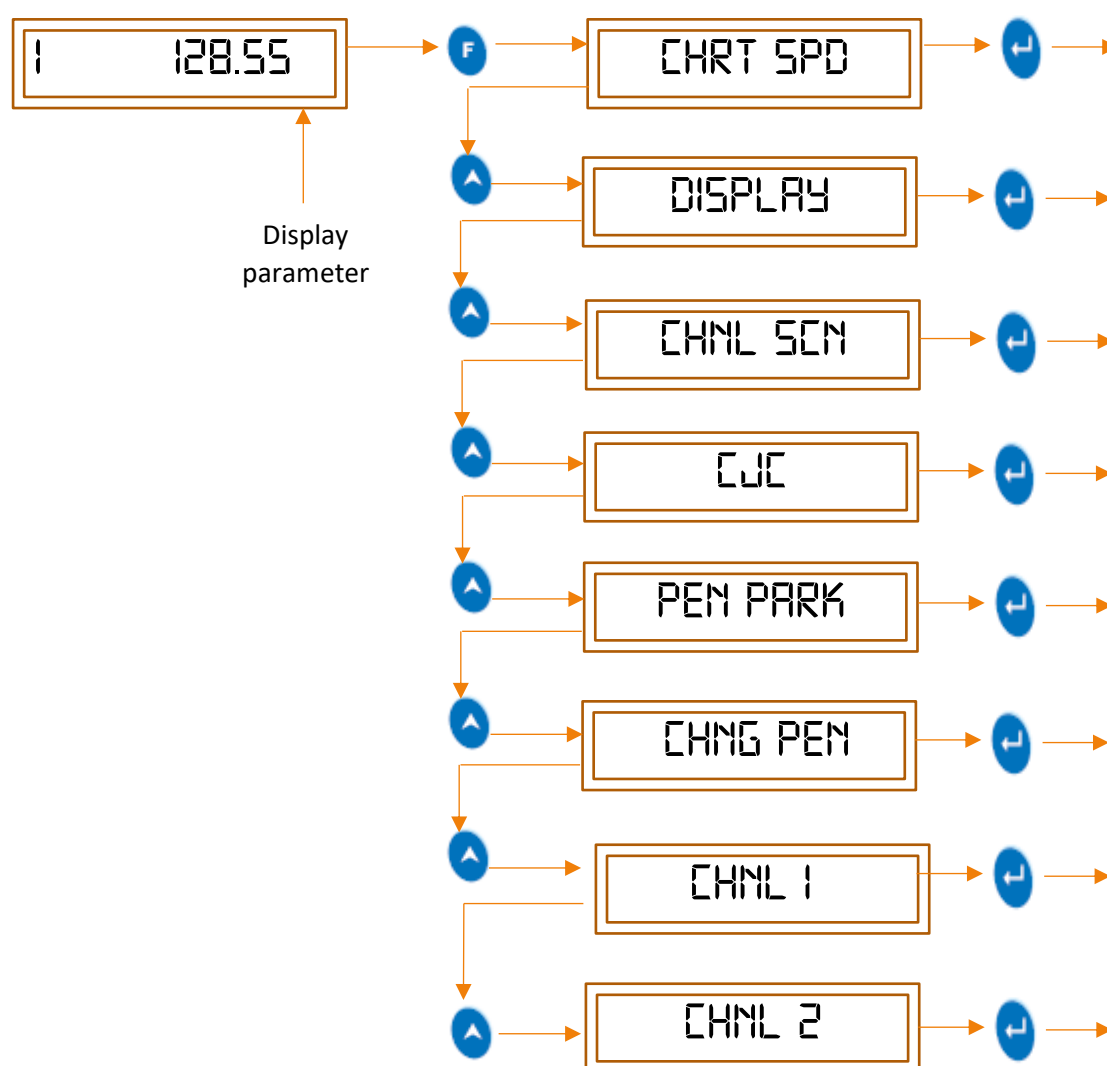 1 128.55
F
CHRT SPD
Display
parameter
DISPLAY
CHNL SCN
CJC
PEN PARK
CHNG PEN
CHNL 1
CHNL 2